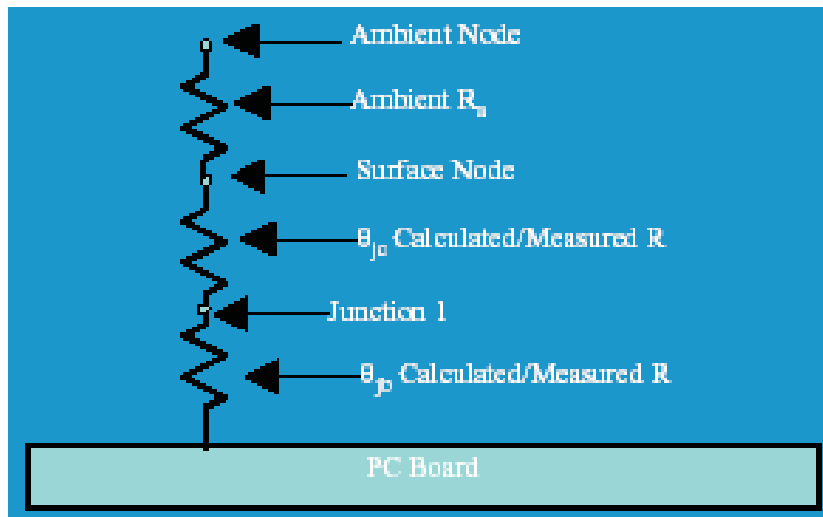 Ambient Node
Ambient Rₐ
Surface Node
θjc Calculated/Measured R
Junction 1
θjb Calculated/Measured R
PC Board